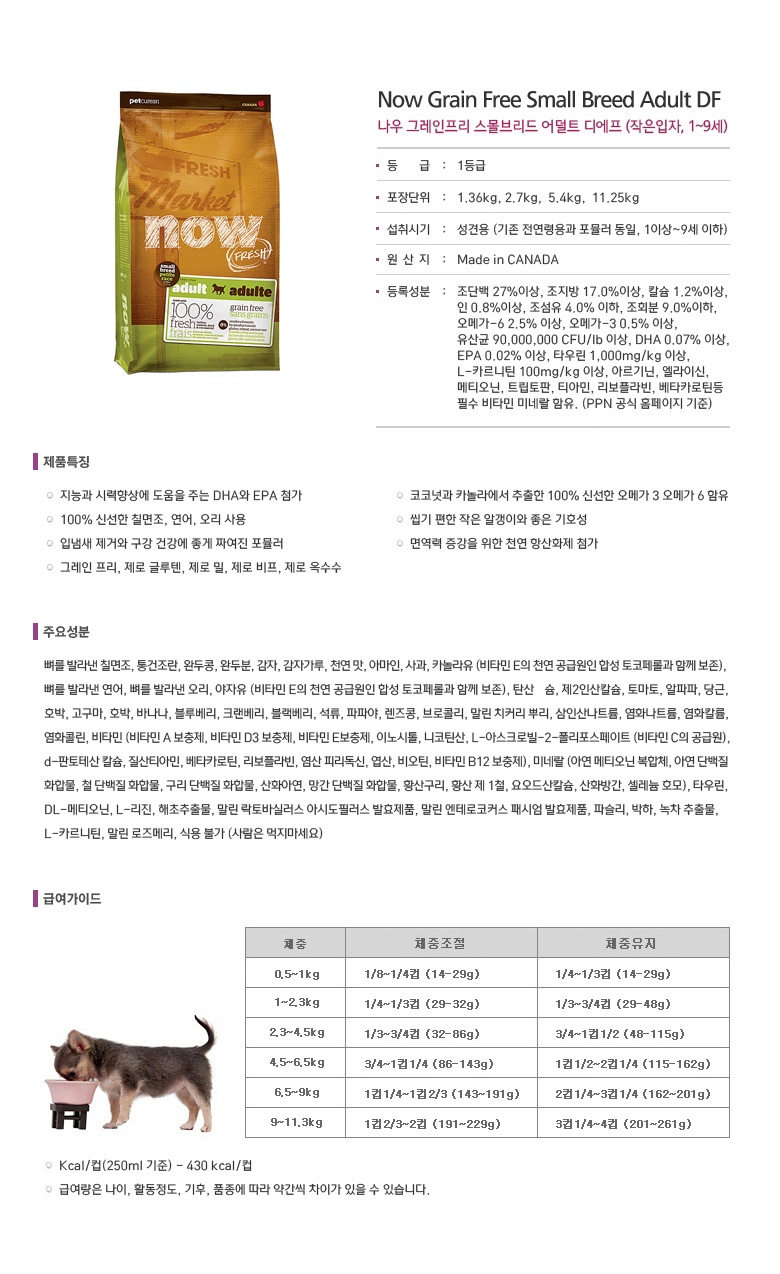 petcurean
CANADA
FRESH
Market
now
FRESH!
small
breed
petite
race
adult adulte
100%
fresh
frais
grain free
sans grains
now
Now Grain Free Small Breed Adult DF
나우 그레인프리 스몰브리드 어덜트 디에프 (작은입자, 1~9세)
등 급 : 1등급
포장단위 : 1.36kg, 2.7kg, 5.4kg, 11.25kg
섭취시기 : 성견용 (기존 전연령용과 포뮬러 동일, 1이상~9세 이하)
원 산 지 : Made in CANADA
등록성분 : 조단백 27%이상, 조지방 17.0%이상, 칼슘 1.2%이상,
인 0.8%이상, 조섬유 4.0% 이하, 조회분 9.0%이하,
오메가-6 2.5% 이상, 오메가-3 0.5% 이상,
유산균 90,000,000 CFU/lb 이상, DHA 0.07% 이상,
EPA 0.02% 이상, 타우린 1,000mg/kg 이상,
L-카르니틴 100mg/kg 이상, 아르기닌, 엘라이신,
메티오닌, 트립토판, 티아민, 리보플라빈, 베타카로틴등
필수 비타민 미네랄 함유. (PPN 공식 홈페이지 기준)
제품특징
지능과 시력향상에 도움을 주는 DHA와 EPA 첨가
100% 신선한 칠면조, 연어, 오리 사용
입냄새 제거와 구강 건강에 좋게 짜여진 포뮬러
그레인 프리, 제로 글루텐, 제로 밀, 제로 비프, 제로 옥수수
코코넛과 카놀라에서 추출한 100% 신선한 오메가 3 오메가 6 함유
씹기 편한 작은 알갱이와 좋은 기호성
면역력 증강을 위한 천연 항산화제 첨가
주요성분
뼈를 발라낸 칠면조, 통건조란, 완두콩, 완두분, 감자, 감자가루, 천연 맛, 아마인, 사과, 카놀라유 (비타민 E의 천연 공급원인 합성 토코페롤과 함께 보존),
뼈를 발라낸 연어, 뼈를 발라낸 오리, 야자유 (비타민 E의 천연 공급원인 합성 토코페롤과 함께 보존), 탄산 슘, 제2인산칼슘, 토마토, 알파파, 당근,
호박, 고구마, 호박, 바나나, 블루베리, 크랜베리, 블랙베리, 석류, 파파야, 렌즈콩, 브로콜리, 말린 치커리 뿌리, 삼인산나트륨, 염화나트륨, 염화칼륨,
염화콜린, 비타민 (비타민 A 보충제, 비타민 D3 보충제, 비타민 E보충제, 이노시톨, 니코틴산, L-아스크로빌-2-폴리포스페이트 (비타민 C의 공급원),
d-판토테산 칼슘, 질산티아민, 베타카로틴, 리보플라빈, 염산 피리독신, 엽산, 비오틴, 비타민 B12 보충제), 미네랄 (아연 메티오닌 복합체, 아연 단백질
화합물, 철 단백질 화합물, 구리 단백질 화합물, 산화아연, 망간 단백질 화합물, 황산구리, 황산 제 1철, 요오드산칼슘, 산화방간, 셀레늄 호모), 타우린,
DL-메티오닌, L-리진, 해초추출물, 말린 락토바실러스 아시도필러스 발효제품, 말린 엔테로코커스 패시엄 발효제품, 파슬리, 박하, 녹차 추출물,
L-카르니틴, 말린 로즈메리, 식용 불가 (사람은 먹지마세요)
급여가이드
체중 체중조절 체중유지
0.5~1kg 1/8~1/4컵 (14-29g) 1/4~1/3컵 (14-29g)
1~2.3kg 1/4~1/3컵 (29-32g) 1/3~3/4컵 (29-48g)
2.3~4.5kg 1/3~3/4컵 (32-86g) 3/4~1컵1/2 (48-115g)
4.5~6.5kg 3/4~1컵1/4 (86-143g) 1컵1/2~2컵1/4 (115-162g)
6.5~9kg 1컵1/4~1컵2/3 (143~191g) 2컵1/4~3컵1/4 (162~201g)
9~11.3kg 1컵2/3~2컵 (191~229g) 3컵1/4~4컵 (201~261g)
Kcal/컵(250ml 기준) - 430 kcal/컵
급여량은 나이, 활동정도, 기후, 품종에 따라 약간씩 차이가 있을 수 있습니다.